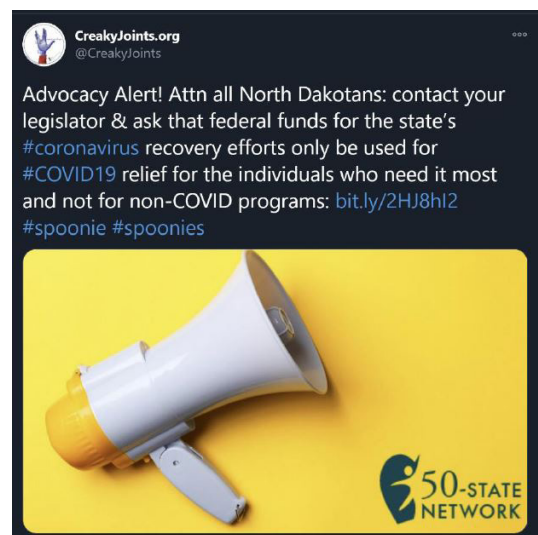 CreakyJoints.org
@CreakyJoints
Advocacy Alert! Attn all North Dakotans: contact your
legislator & ask that federal funds for the state's
#coronavirus recovery efforts only be used for
#COVID19 relief for the individuals who need it most
and not for non-COVID programs: bit.ly/2HJ8hI2
#spoonie #spoonies
50-STATE
NETWORK